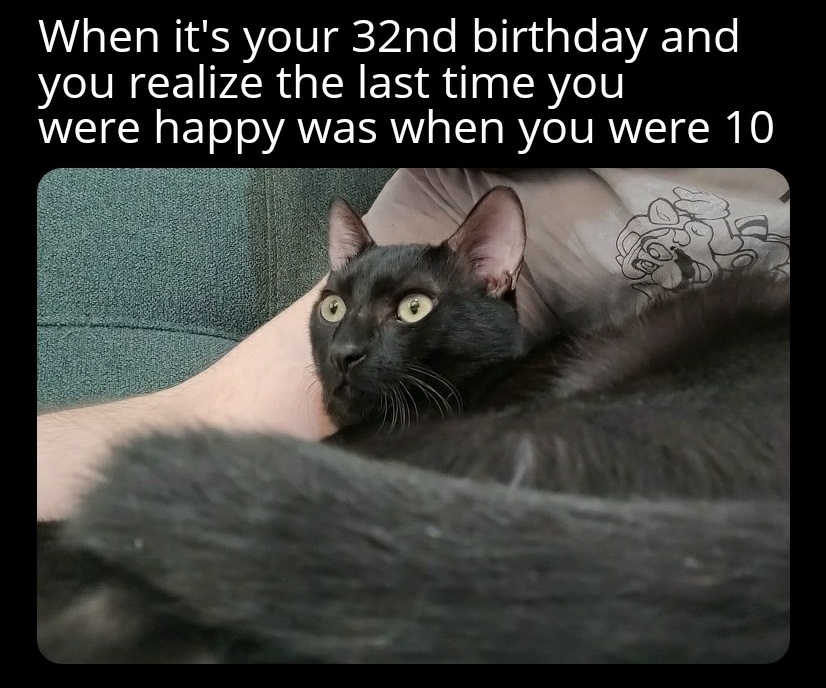 When it's your 32nd birthday and
you realize the last time you
were happy was when you were 10